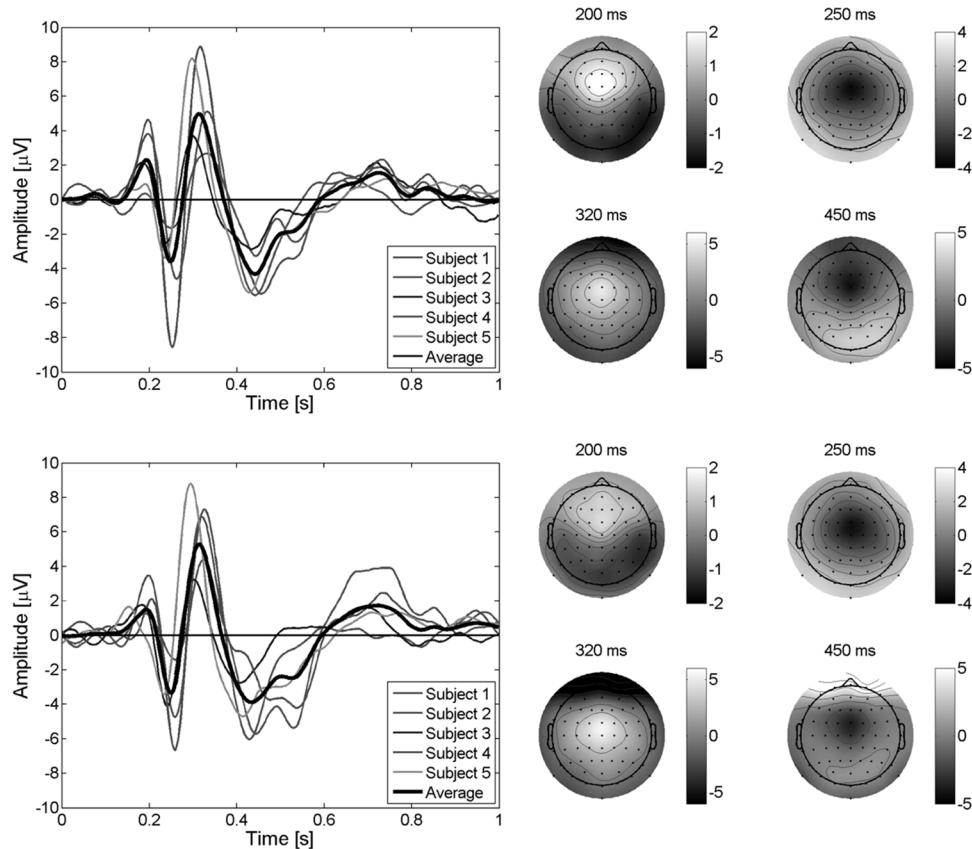 200 ms
250 ms
10
8
6
4
2
0
-2
-4
-6
-8
-10
Amplitude [μV]
0
0.2
0.4
0.6
0.8
1
Time [s]
Subject 1
Subject 2
Subject 3
Subject 4
Subject 5
Average
2
1
0
-1
-2
4
2
0
-2
-4
320 ms
450 ms
5
0
-5
5
0
-5
200 ms
250 ms
10
8
6
4
2
0
-2
-4
-6
-8
-10
Amplitude [μV]
0
0.2
0.4
0.6
0.8
1
Time [s]
Subject 1
Subject 2
Subject 3
Subject 4
Subject 5
Average
2
1
0
-1
-2
4
2
0
-2
-4
320 ms
450 ms
5
0
-5
5
0
-5